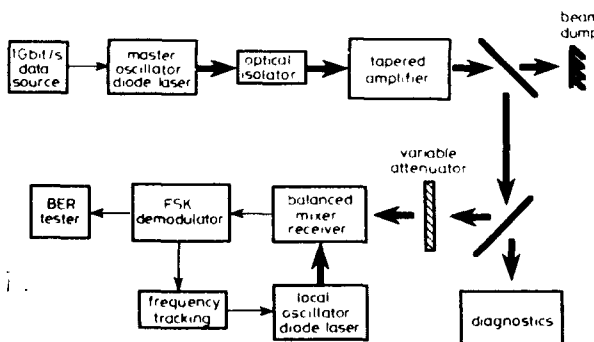 1Gbit/s
data
source
master
oscillator
diode laser
optical
isolator
tapered
amplifier
beam
dump
variable
attenuator
BER
tester
FSK
demodulator
balanced
mixer
receiver
frequency
tracking
local
oscillator
diode laser
diagnostics